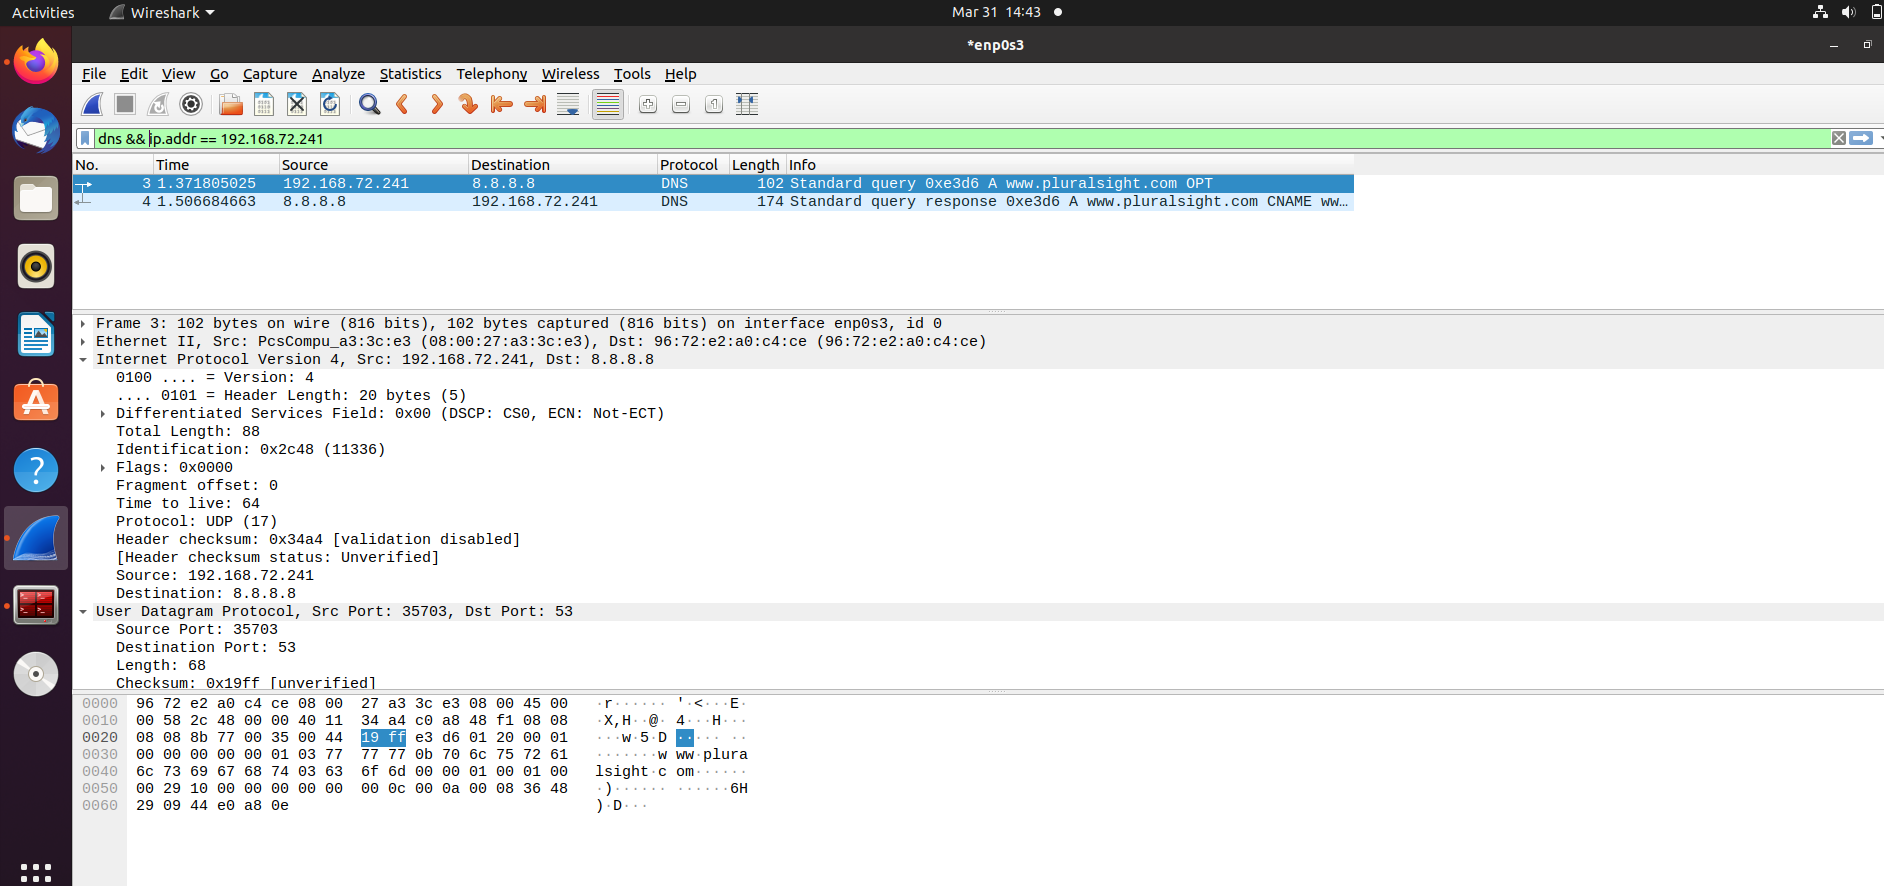 Activities Wireshark Mar 31 14:43
*enp0s3
File Edit View Go Capture Analyze Statistics Telephony Wireless Tools Help
dns && ip.addr == 192.168.72.241
No. Time Source Destination Protocol Length Info
3 1.371805025 192.168.72.241 8.8.8.8 DNS 102 Standard query 0xe3d6 A www.pluralsight.com OPT
4 1.506684663 8.8.8.8 192.168.72.241 DNS 174 Standard query response 0xe3d6 A www.pluralsight.com CNAME ww…
Frame 3: 102 bytes on wire (816 bits), 102 bytes captured (816 bits) on interface enp0s3, id 0
Ethernet II, Src: PcsCompu_a3:3c:e3 (08:00:27:a3:3c:e3), Dst: 96:72:e2:a0:c4:ce (96:72:e2:a0:c4:ce)
Internet Protocol Version 4, Src: 192.168.72.241, Dst: 8.8.8.8
0100 .... = Version: 4
.... 0101 = Header Length: 20 bytes (5)
Differentiated Services Field: 0x00 (DSCP: CS0, ECN: Not-ECT)
Total Length: 88
Identification: 0x2c48 (11336)
Flags: 0x0000
Fragment offset: 0
Time to live: 64
Protocol: UDP (17)
Header checksum: 0x34a4 [validation disabled]
[Header checksum status: Unverified]
Source: 192.168.72.241
Destination: 8.8.8.8
User Datagram Protocol, Src Port: 35703, Dst Port: 53
Source Port: 35703
Destination Port: 53
Length: 68
Checksum: 0x19ff [unverified]
0000 96 72 e2 a0 c4 ce 08 00 27 a3 3c e3 08 00 45 00 ·r······ '·<···E·
0010 00 58 2c 48 00 00 40 11 34 a4 c0 a8 48 f1 08 08 ·X,H··@· 4···H···
0020 08 08 8b 77 00 35 00 44 19 ff e3 d6 01 20 00 01 ···w·5·D ····· ··
0030 00 00 00 00 00 01 03 77 77 77 0b 70 6c 75 72 61 ·······w ww·plura
0040 6c 73 69 67 68 74 03 63 6f 6d 00 00 01 00 01 00 lsight·c om······
0050 00 29 10 00 00 00 00 00 00 0c 00 0a 00 08 36 48 ·)······ ······6H
0060 29 09 44 e0 a8 0e )·D···